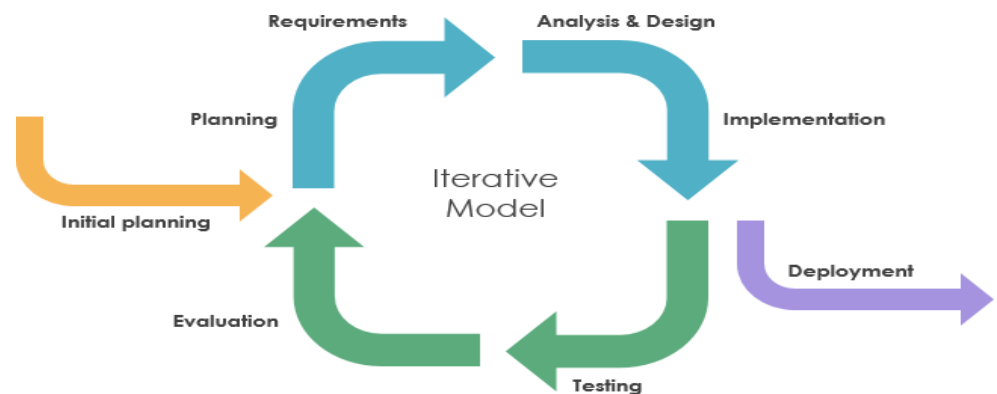 Requirements
Analysis & Design
Planning
Implementation
Iterative
Model
Initial planning
Deployment
Evaluation
Testing